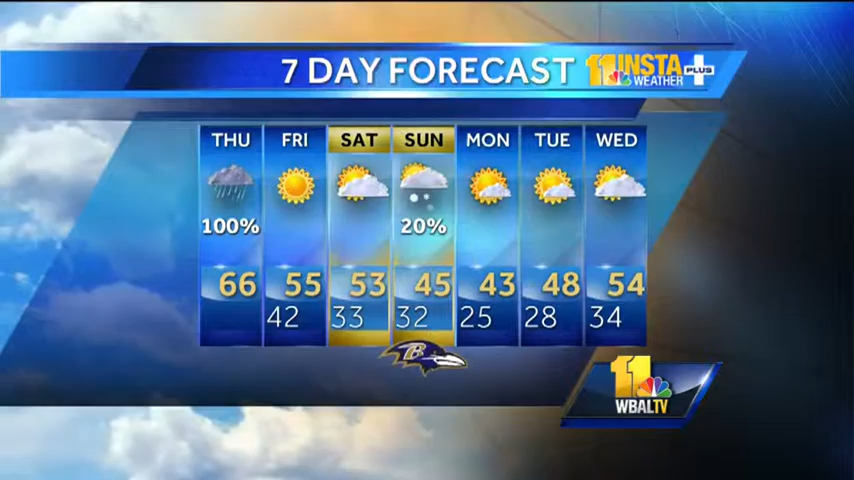 7 DAY FORECAST 11 INSTA WEATHER PLUS
THU FRI SAT SUN MON TUE WED
100% 20%
66 55 53 45 43 48 54
42 33 32 25 28 34
B
11
WBALTV